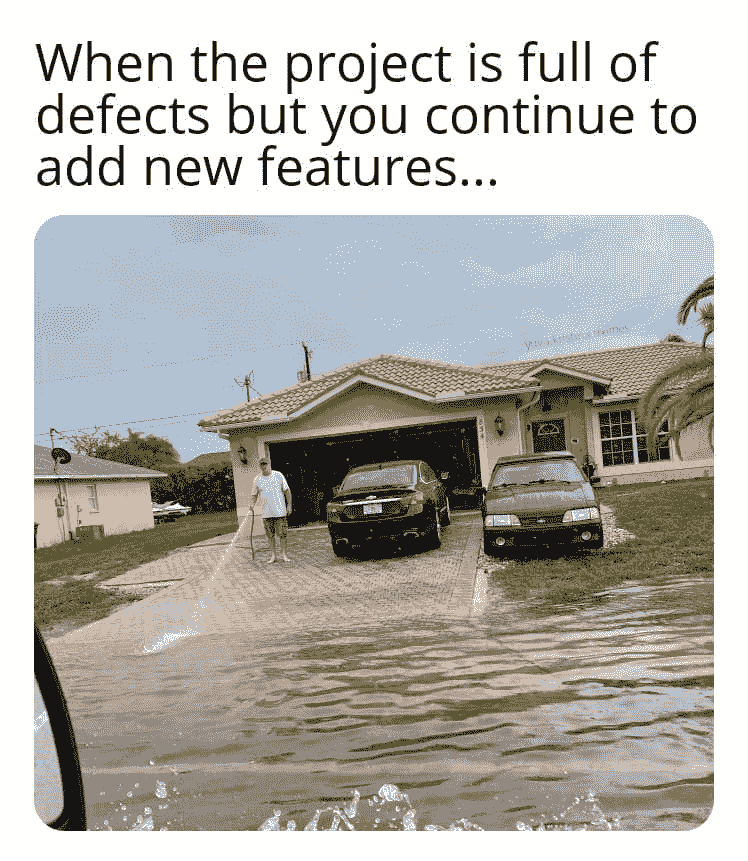 When the project is full of
defects but you continue to
add new features...